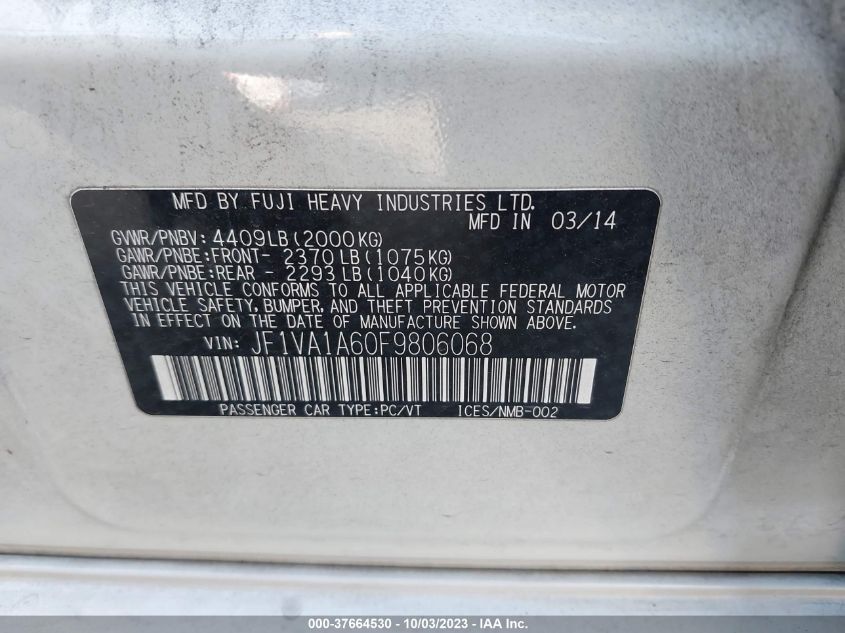 MFD BY FUJI HEAVY INDUSTRIES LTD.
MFD IN 03/14
GVWR/PNBV: 4409LB(2000KG)
GAWR/PNBE:FRONT- 2370LB(1075KG)
GAWR/PNBE:REAR - 2293LB(1040KG)
THIS VEHICLE CONFORMS TO ALL APPLICABLE FEDERAL MOTOR
VEHICLE SAFETY, BUMPER, AND THEFT PREVENTION STANDARDS
IN EFFECT ON THE DATE OF MANUFACTURE SHOWN ABOVE.
VIN: JF1VA1A60F9806068
PASSENGER CAR TYPE:PC/VT ICES/NMB-002
000-37664530 - 10/03/2023 - IAAI Inc.